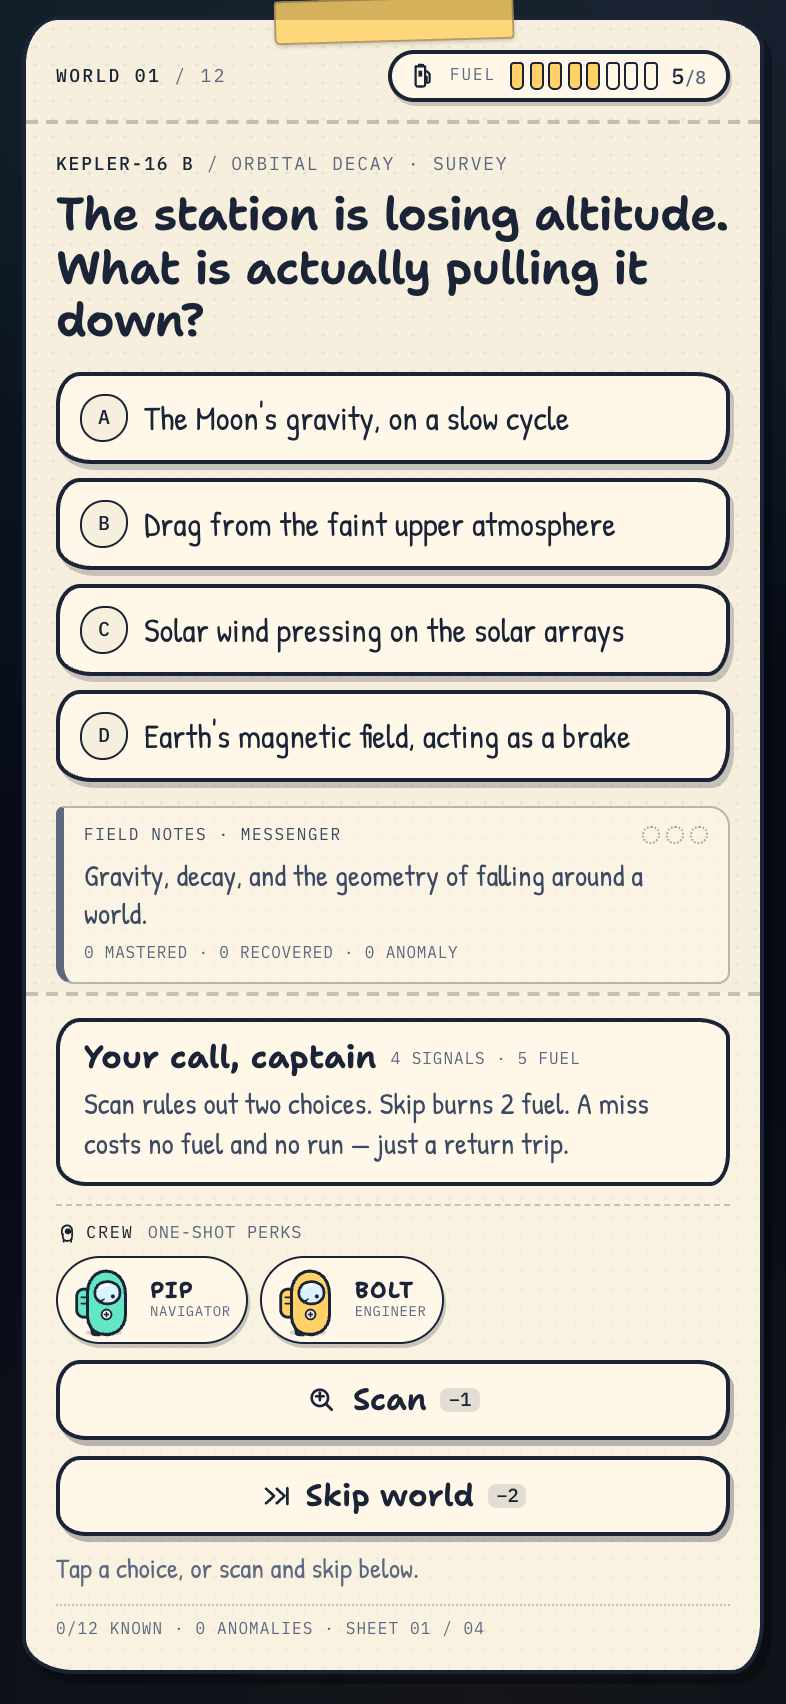 WORLD 01 / 12
FUEL 5/8
KEPLER-16 B / ORBITAL DECAY · SURVEY
The station is losing altitude.
What is actually pulling it
down?
A The Moon's gravity, on a slow cycle
B Drag from the faint upper atmosphere
C Solar wind pressing on the solar arrays
D Earth's magnetic field, acting as a brake
FIELD NOTES · MESSENGER
Gravity, decay, and the geometry of falling around a
world.
0 MASTERED · 0 RECOVERED · 0 ANOMALY
Your call, captain 4 SIGNALS · 5 FUEL
Scan rules out two choices. Skip burns 2 fuel. A miss
costs no fuel and no run — just a return trip.
CREW ONE-SHOT PERKS
PIP BOLT
NAVIGATOR ENGINEER
Scan −1
Skip world −2
Tap a choice, or scan and skip below.
0/12 KNOWN · 0 ANOMALIES · SHEET 01 / 04